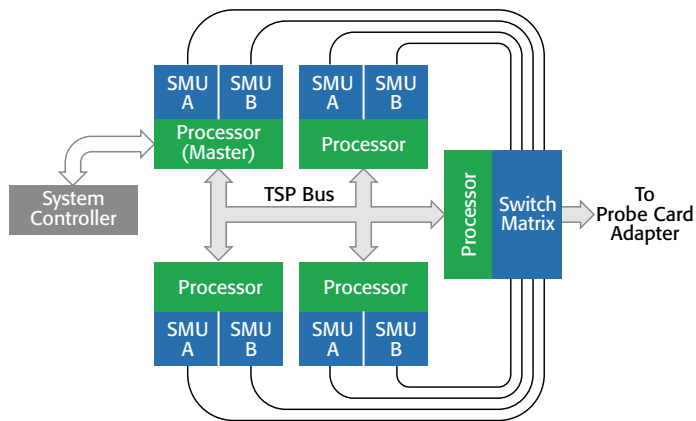 SMU
A
SMU
B
SMU
A
SMU
B
Processor
(Master)
Processor
System
Controller
TSP Bus
Processor
Switch
Matrix
To
Probe Card
Adapter
Processor
Processor
SMU
A
SMU
B
SMU
A
SMU
B